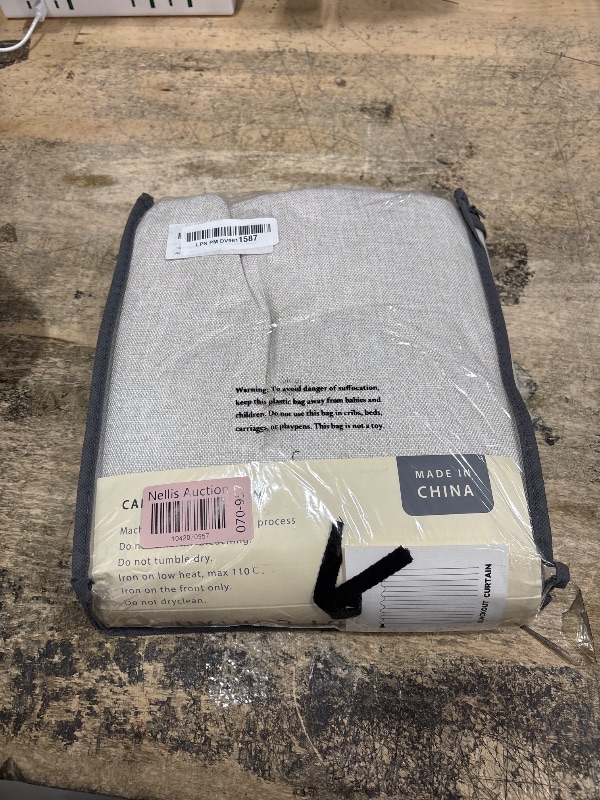 LPN PM DV981 1587
Warning: To avoid danger of suffocation,
keep this plastic bag away from babies and
children. Do not use this bag in cribs, beds,
carriages, or playpens. This bag is not a toy.
MADE IN
CHINA
Nellis Auction
070-957
process
Do not tumble dry.
Iron on low heat, max 110℃.
Iron on the front only.
Do not dryclean.
CURTAIN